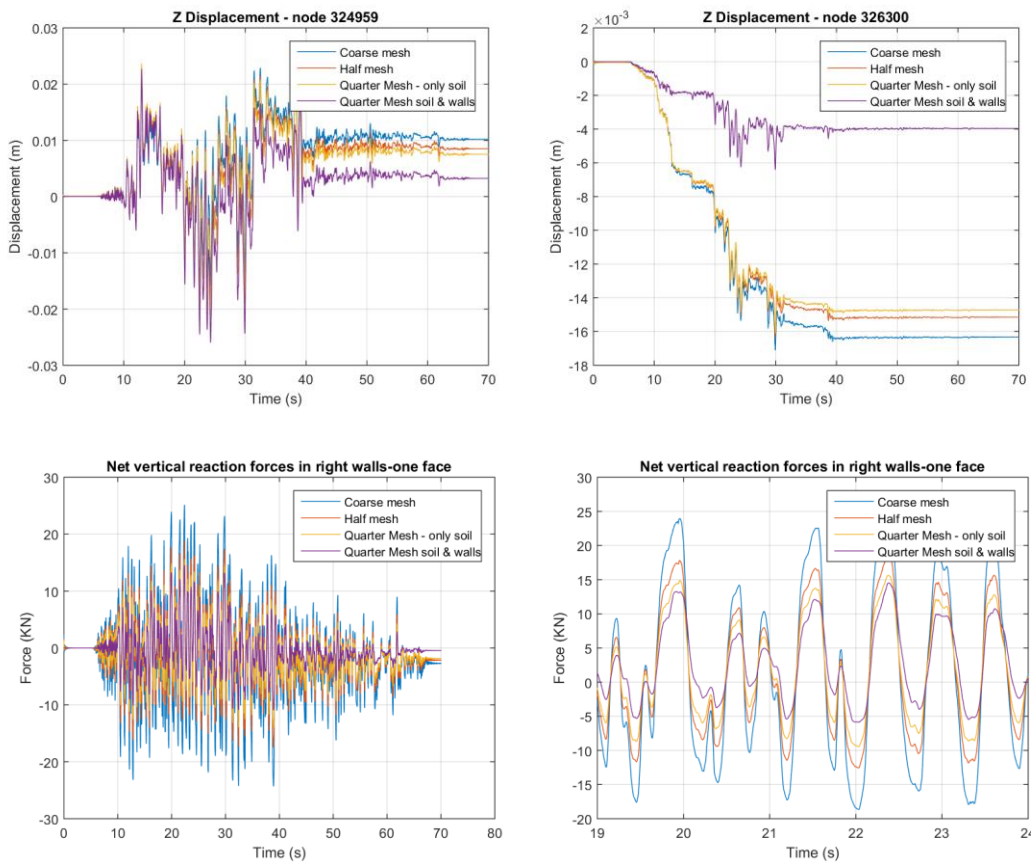 Z Displacement - node 324959
0.03
0.02
0.01
0
-0.01
-0.02
-0.03
Displacement (m)
Coarse mesh
Half mesh
Quarter Mesh - only soil
Quarter Mesh soil & walls
0 10 20 30 40 50 60 70
Time (s)
Z Displacement - node 326300
×10⁻³
2
0
-2
-4
-6
-8
-10
-12
-14
-16
-18
Displacement (m)
Coarse mesh
Half mesh
Quarter Mesh - only soil
Quarter Mesh soil & walls
0 10 20 30 40 50 60 70
Time (s)
Net vertical reaction forces in right walls-one face
30
20
10
0
-10
-20
-30
Force (KN)
Coarse mesh
Half mesh
Quarter Mesh - only soil
Quarter Mesh soil & walls
0 10 20 30 40 50 60 70 80
Time (s)
Net vertical reaction forces in right walls-one face
30
25
20
15
10
5
0
-5
-10
-15
-20
Force (KN)
Coarse mesh
Half mesh
Quarter Mesh - only soil
Quarter Mesh soil & walls
19 20 21 22 23 24
Time (s)